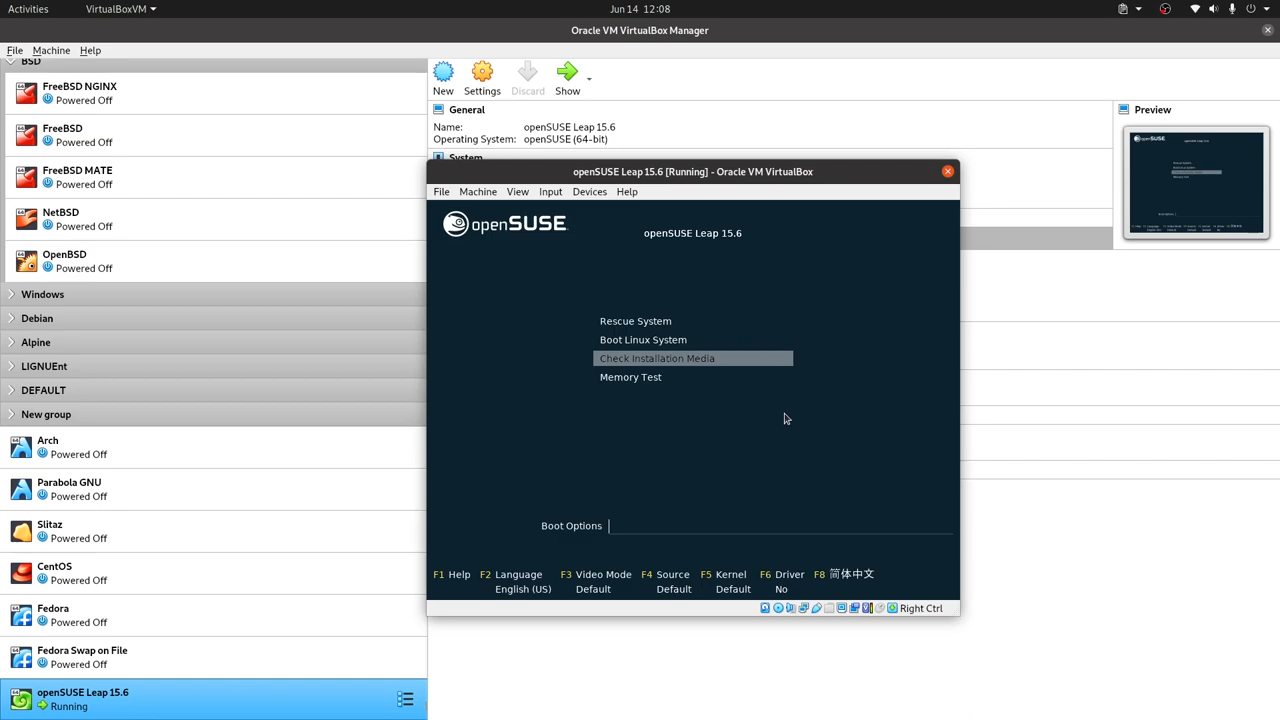 Activities
VirtualBoxVM
Jun 14 12:08
Oracle VM VirtualBox Manager
File Machine Help
BSD
FreeBSD NGINX
Powered Off
FreeBSD
Powered Off
FreeBSD MATE
Powered Off
NetBSD
Powered Off
OpenBSD
Powered Off
Windows
Debian
Alpine
LIGNUEnt
DEFAULT
New group
Arch
Powered Off
Parabola GNU
Powered Off
Slitaz
Powered Off
CentOS
Powered Off
Fedora
Powered Off
Fedora Swap on File
Powered Off
openSUSE Leap 15.6
Running
New Settings Discard Show
General
Name: openSUSE Leap 15.6
Operating System: openSUSE (64-bit)
System
Preview
openSUSE Leap 15.6 [Running] - Oracle VM VirtualBox
File Machine View Input Devices Help
openSUSE
openSUSE Leap 15.6
Rescue System
Boot Linux System
Check Installation Media
Memory Test
Boot Options
F1 Help F2 Language F3 Video Mode F4 Source F5 Kernel F6 Driver F8 简体中文
English (US) Default Default Default No
Right Ctrl